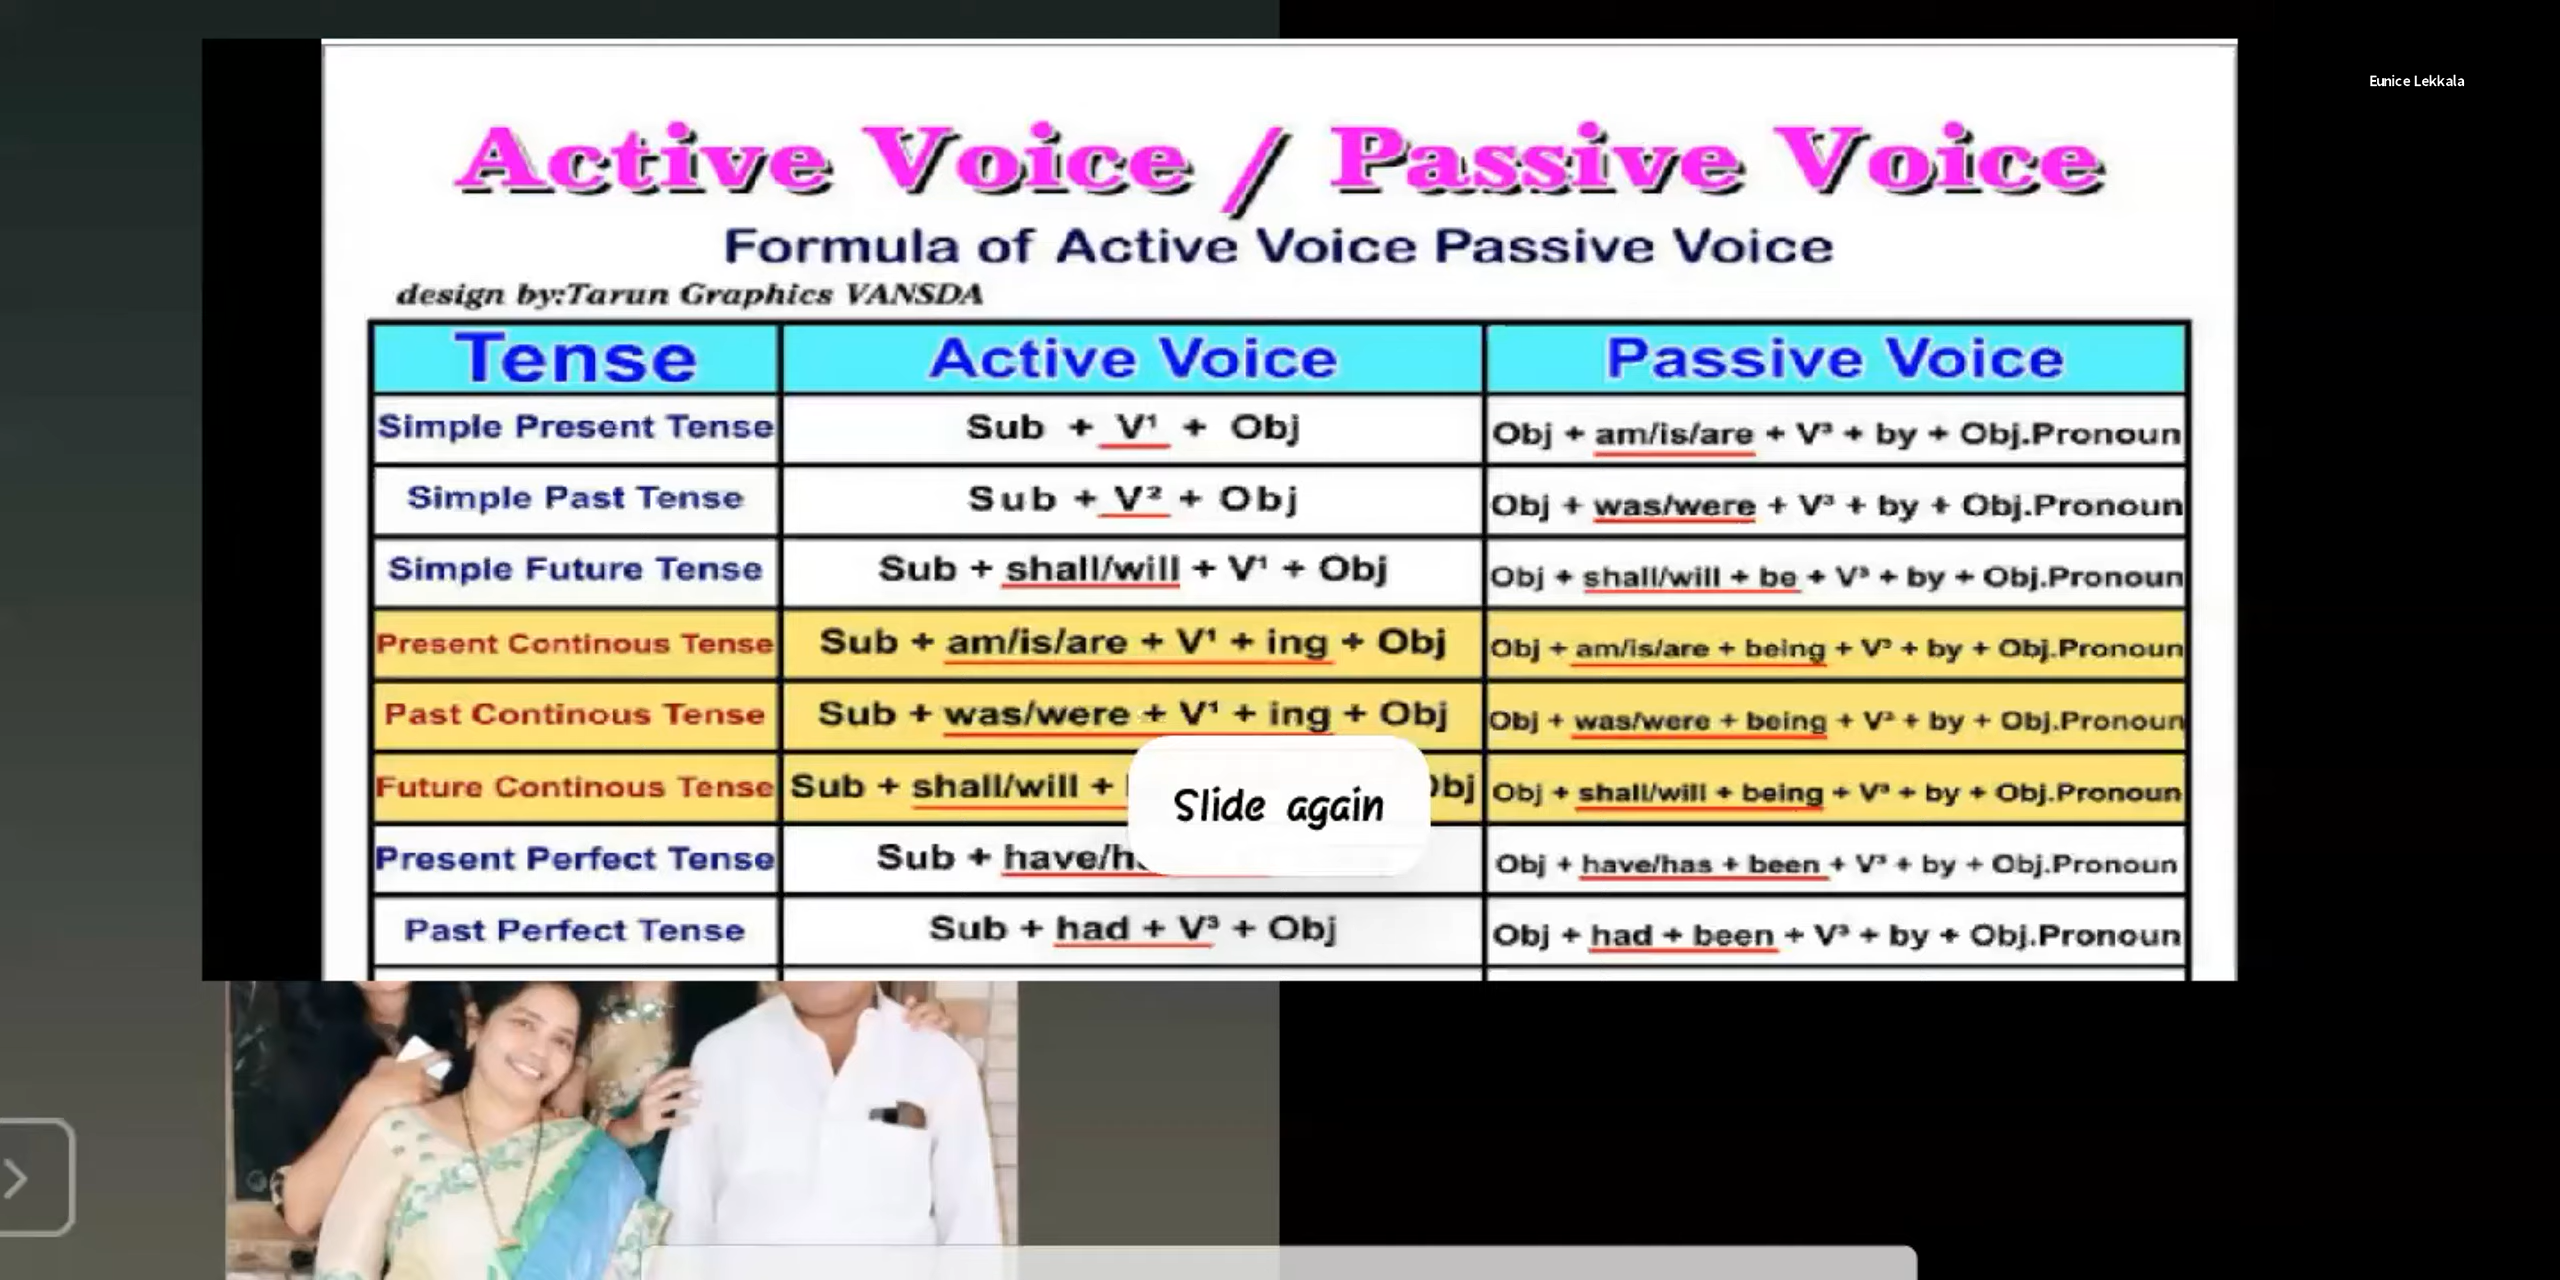 Eunice Lekkala
Active Voice / Passive Voice
Formula of Active Voice Passive Voice
design by:Tarun Graphics VANSDA
Tense Active Voice Passive Voice
Simple Present Tense Sub + V¹ + Obj Obj + am/is/are + V³ + by + Obj.Pronoun
Simple Past Tense Sub + V² + Obj Obj + was/were + V³ + by + Obj.Pronoun
Simple Future Tense Sub + shall/will + V¹ + Obj Obj + shall/will + be + V³ + by + Obj.Pronoun
Present Continous Tense Sub + am/is/are + V¹ + ing + Obj Obj + am/is/are + being + V³ + by + Obj.Pronoun
Past Continous Tense Sub + was/were + V¹ + ing + Obj Obj + was/were + being + V³ + by + Obj.Pronoun
Future Continous Tense Sub + shall/will + Obj + shall/will + being + V³ + by + Obj.Pronoun
Slide again
Present Perfect Tense Sub + Obj + have/has + been + V³ + by + Obj.Pronoun
Past Perfect Tense Sub + had + V³ + Obj Obj + had + been + V³ + by + Obj.Pronoun